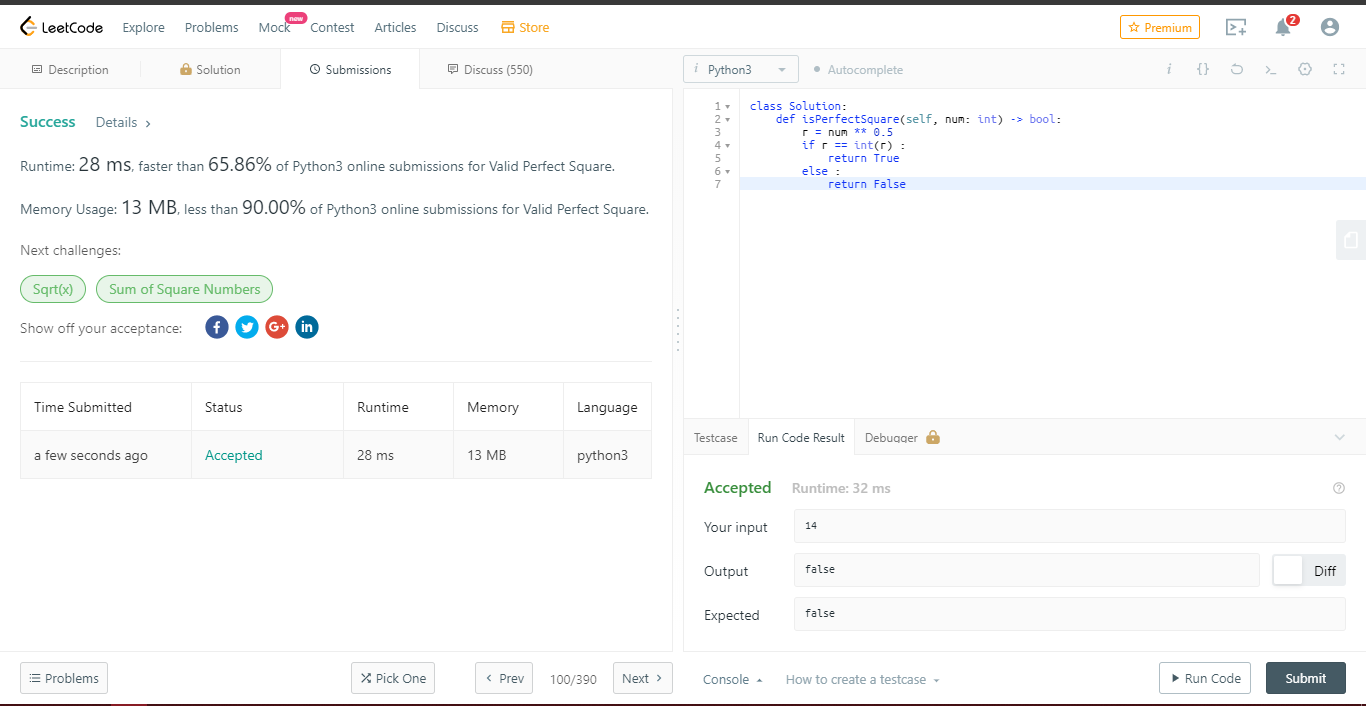 LeetCode Explore Problems Mock new Contest Articles Discuss Store Premium 2
Description Solution Submissions Discuss (550)
Success Details
Runtime: 28 ms, faster than 65.86% of Python3 online submissions for Valid Perfect Square.
Memory Usage: 13 MB, less than 90.00% of Python3 online submissions for Valid Perfect Square.
Next challenges:
Sqrt(x) Sum of Square Numbers
Show off your acceptance: f G+ in
Time Submitted Status Runtime Memory Language
a few seconds ago Accepted 28 ms 13 MB python3
Problems Pick One Prev 100/390 Next
i Python3 Autocomplete i {} >_
1 class Solution:
2 def isPerfectSquare(self, num: int) -> bool:
3 r = num ** 0.5
4 if r == int(r) :
5 return True
6 else :
7 return False
Testcase Run Code Result Debugger
Accepted Runtime: 32 ms
Your input 14
Output false Diff
Expected false
Console How to create a testcase Run Code Submit